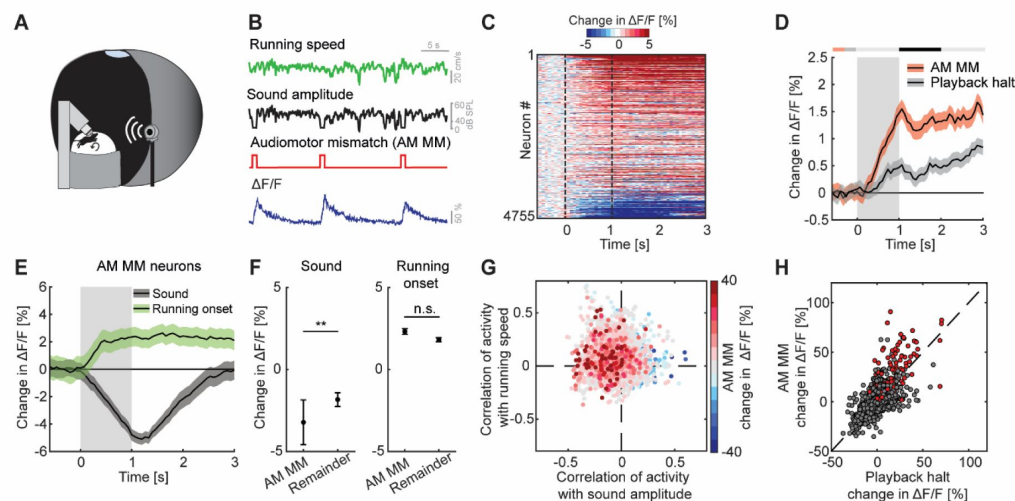 A
B
Running speed
5 s
20 cm/s
Sound amplitude
60
40
dB SPL
Audiomotor mismatch (AM MM)
ΔF/F
50 %
C
Change in ΔF/F [%]
-5 0 5
1
Neuron #
4755
0 1 2 3
Time [s]
D
AM MM
Playback halt
Change in ΔF/F [%]
2.5
2.0
1.5
1.0
0.5
0
-0.5
0 1 2 3
Time [s]
E
AM MM neurons
Sound
Running onset
Change in ΔF/F [%]
6
4
2
0
-2
-4
-6
0 1 2 3
Time [s]
F
Sound
**
Change in ΔF/F [%]
5
0
-5
AM MM
Remainder
Running
onset
n.s.
5
0
-5
AM MM
Remainder
G
Correlation of activity
with running speed
0.5
0
-0.5
-0.5 0 0.5
Correlation of activity
with sound amplitude
40
-40
AM MM
change in ΔF/F [%]
H
AM MM
change in ΔF/F [%]
100
50
0
-50
-50 0 50 100
Playback halt
change in ΔF/F [%]